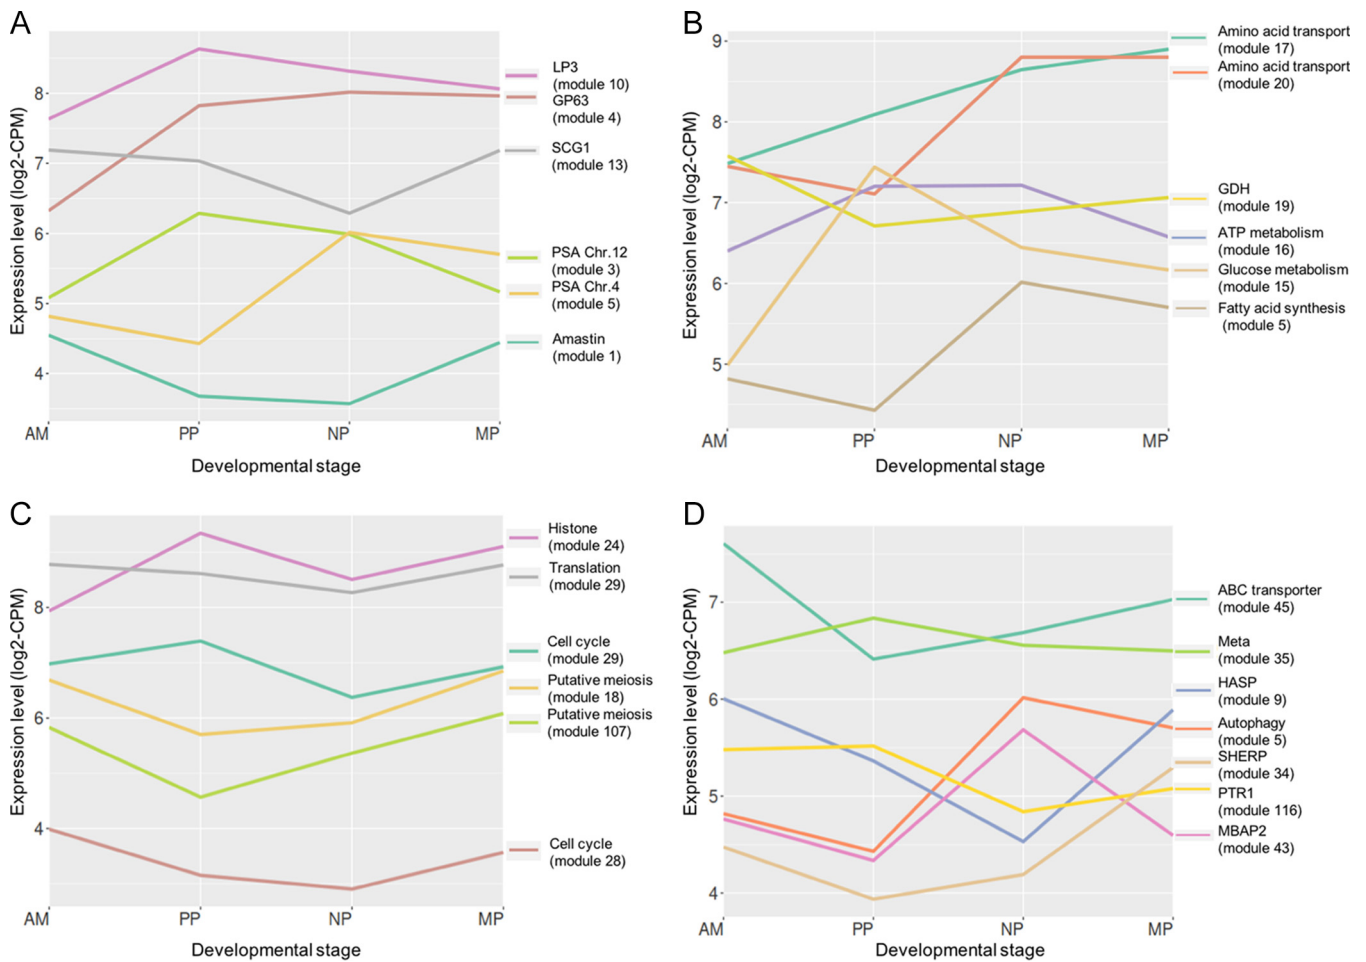 A
Expression level (log2-CPM)
8
7
6
5
4
AM
PP
NP
MP
Developmental stage
LP3
(module 10)
GP63
(module 4)
SCG1
(module 13)
PSA Chr.12
(module 3)
PSA Chr.4
(module 5)
Amastin
(module 1)
B
Expression level (log2-CPM)
9
8
7
6
5
AM
PP
NP
MP
Developmental stage
Amino acid transport
(module 17)
Amino acid transport
(module 20)
GDH
(module 19)
ATP metabolism
(module 16)
Glucose metabolism
(module 15)
Fatty acid synthesis
(module 5)
C
Expression level (log2-CPM)
8
6
4
AM
PP
NP
MP
Developmental stage
Histone
(module 24)
Translation
(module 29)
Cell cycle
(module 29)
Putative meiosis
(module 18)
Putative meiosis
(module 107)
Cell cycle
(module 28)
D
Expression level (log2-CPM)
7
6
5
4
AM
PP
NP
MP
Developmental stage
ABC transporter
(module 45)
Meta
(module 35)
HASP
(module 9)
Autophagy
(module 5)
SHERP
(module 34)
PTR1
(module 116)
MBAP2
(module 43)